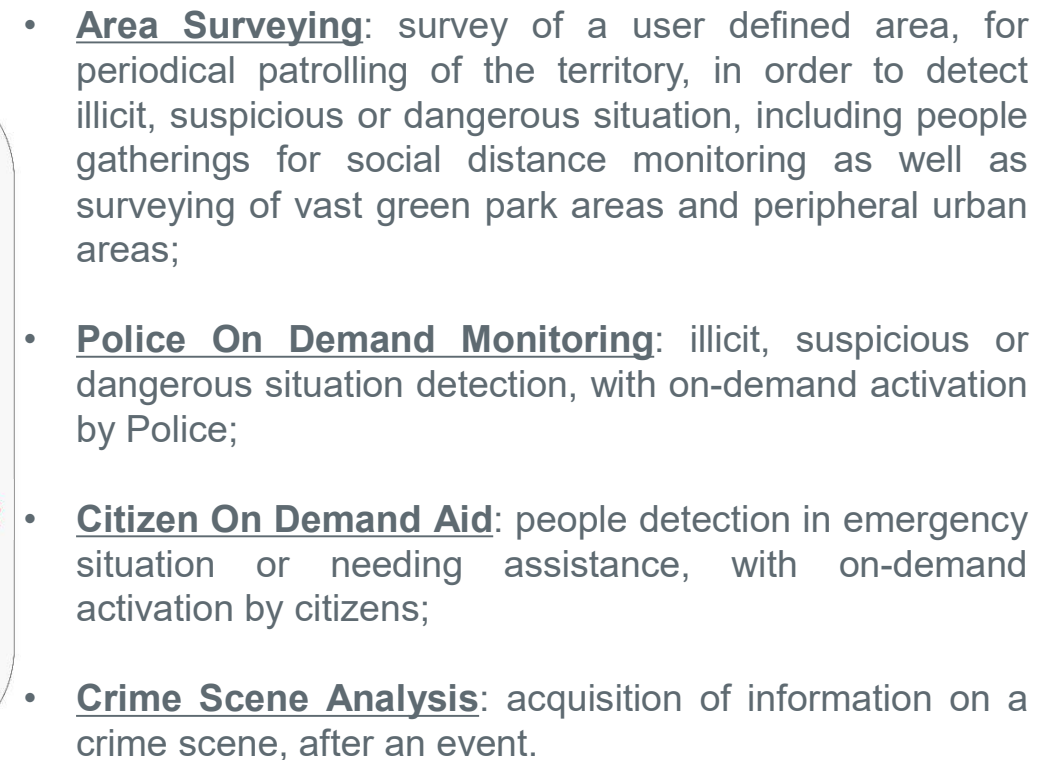 • Area Surveying: survey of a user defined area, for
periodical patrolling of the territory, in order to detect
illicit, suspicious or dangerous situation, including people
gatherings for social distance monitoring as well as
surveying of vast green park areas and peripheral urban
areas;
• Police On Demand Monitoring: illicit, suspicious or
dangerous situation detection, with on-demand activation
by Police;
• Citizen On Demand Aid: people detection in emergency
situation or needing assistance, with on-demand
activation by citizens;
• Crime Scene Analysis: acquisition of information on a
crime scene, after an event.